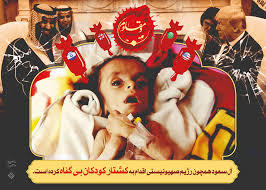 آل سعود همچون رژیم صهیونیستی اقدام به کشتار کودکان بی گناه کرده است.